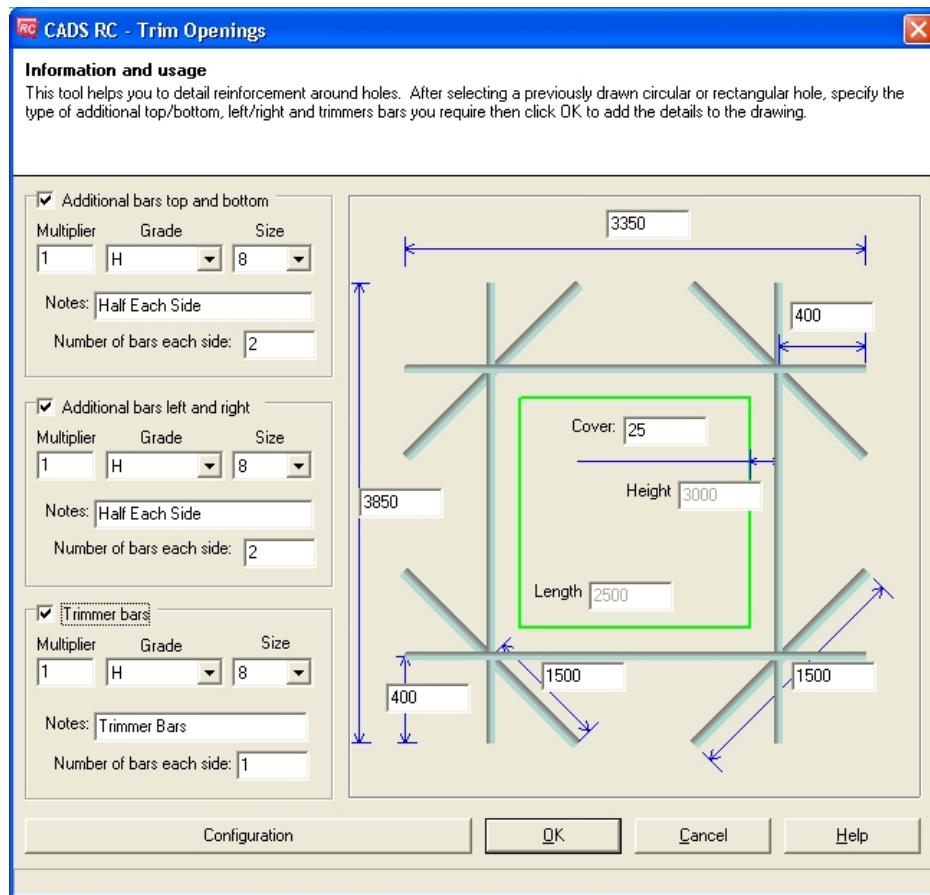 RC CADS RC - Trim Openings
Information and usage
This tool helps you to detail reinforcement around holes. After selecting a previously drawn circular or rectangular hole, specify the
type of additional top/bottom, left/right and trimmers bars you require then click OK to add the details to the drawing.
Additional bars top and bottom
Multiplier Grade Size
1 H 8
Notes: Half Each Side
Number of bars each side: 2
Additional bars left and right
Multiplier Grade Size
1 H 8
Notes: Half Each Side
Number of bars each side: 2
Trimmer bars
Multiplier Grade Size
1 H 8
Notes: Trimmer Bars
Number of bars each side: 1
3350
400
Cover: 25
Height 3000
3850
Length 2500
1500
1500
400
Configuration
OK
Cancel
Help